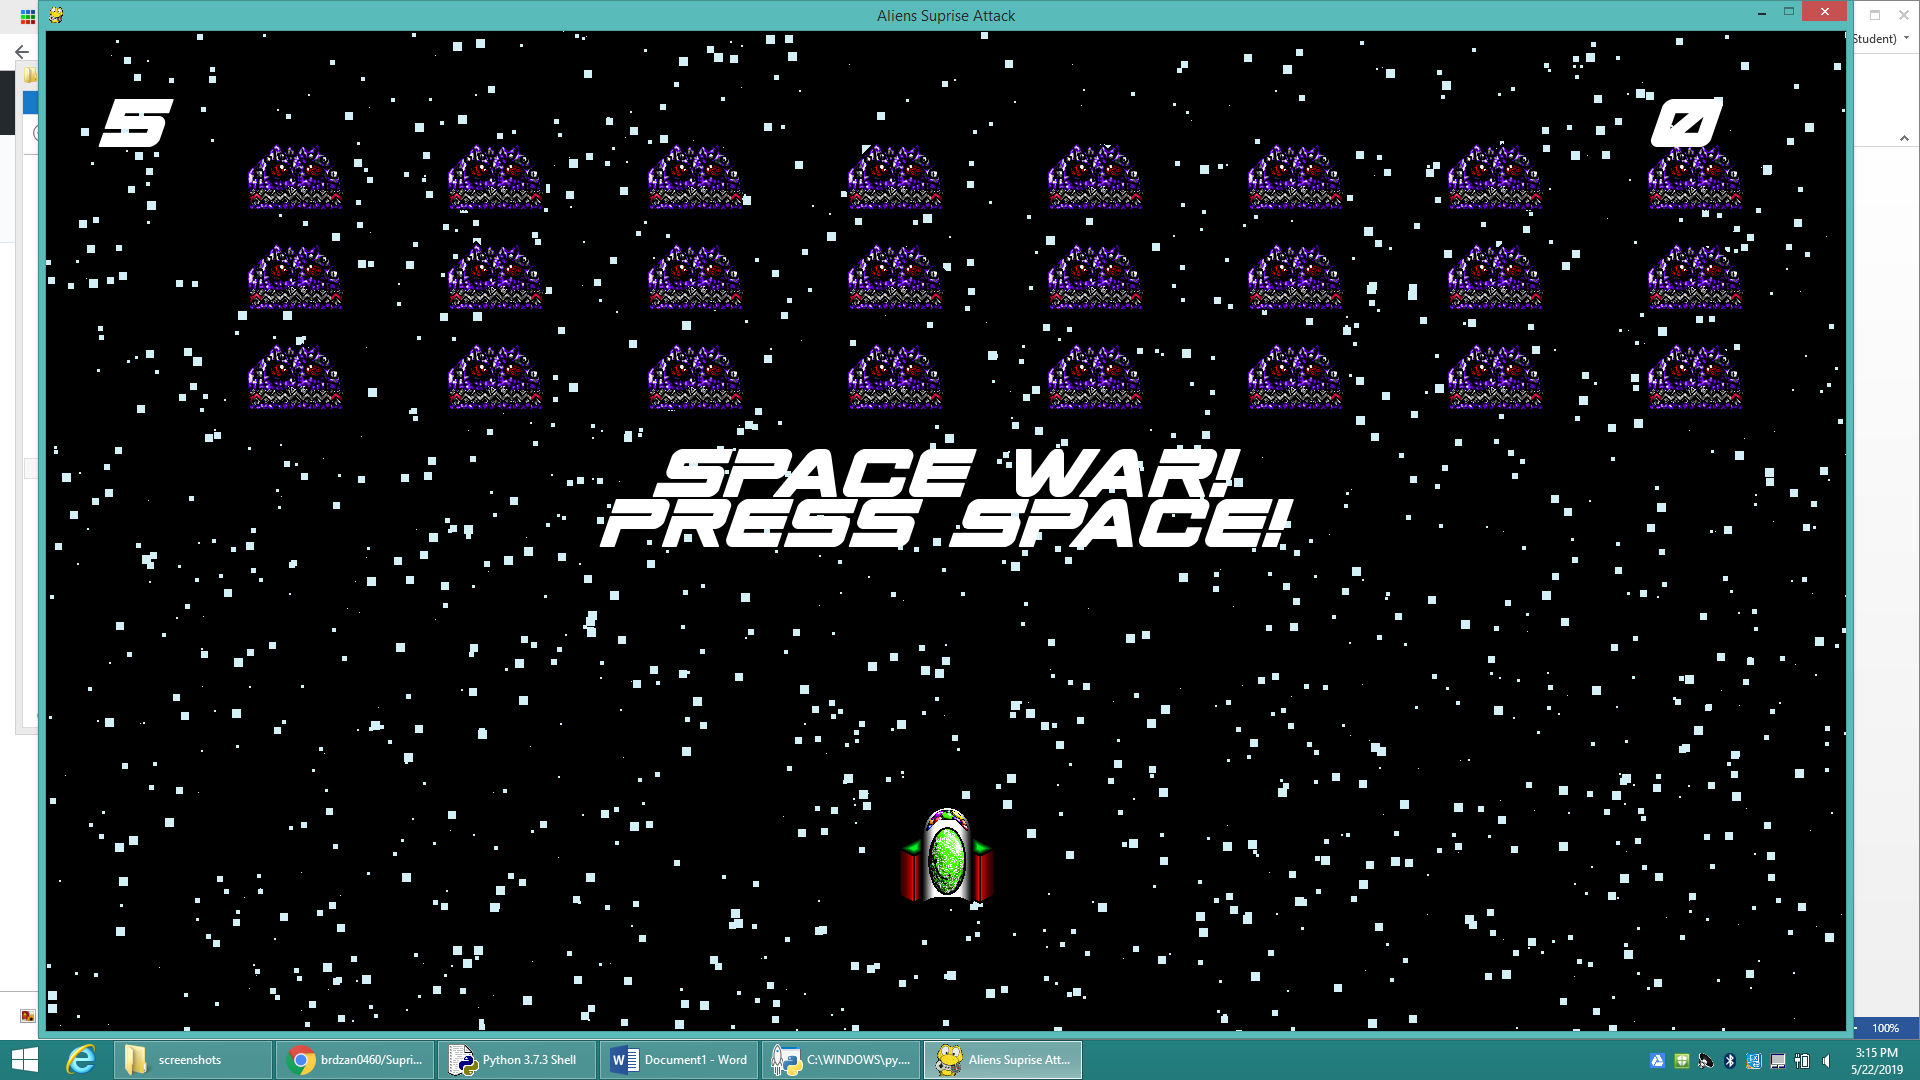 Aliens Suprise Attack
Student)
5
0
SPACE WAR!
PRESS SPACE!
100%
screenshots
brdzan0460/Supri...
Python 3.7.3 Shell
Document1 - Word
C:\WINDOWS\py....
Aliens Suprise Att...
3:15 PM
5/22/2019